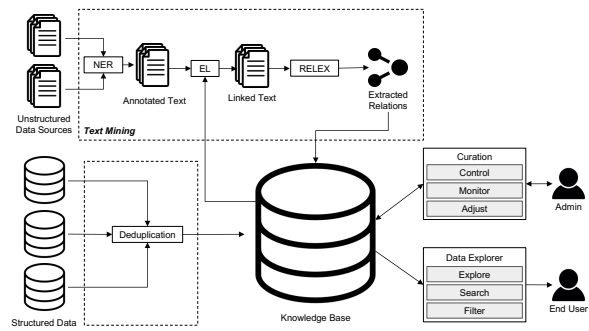 NER
EL
RELEX
Annotated Text
Linked Text
Extracted
Relations
Unstructured
Data Sources
Text Mining
Curation
Control
Monitor
Adjust
Admin
Deduplication
Data Explorer
Explore
Search
Filter
End User
Structured Data
Knowledge Base